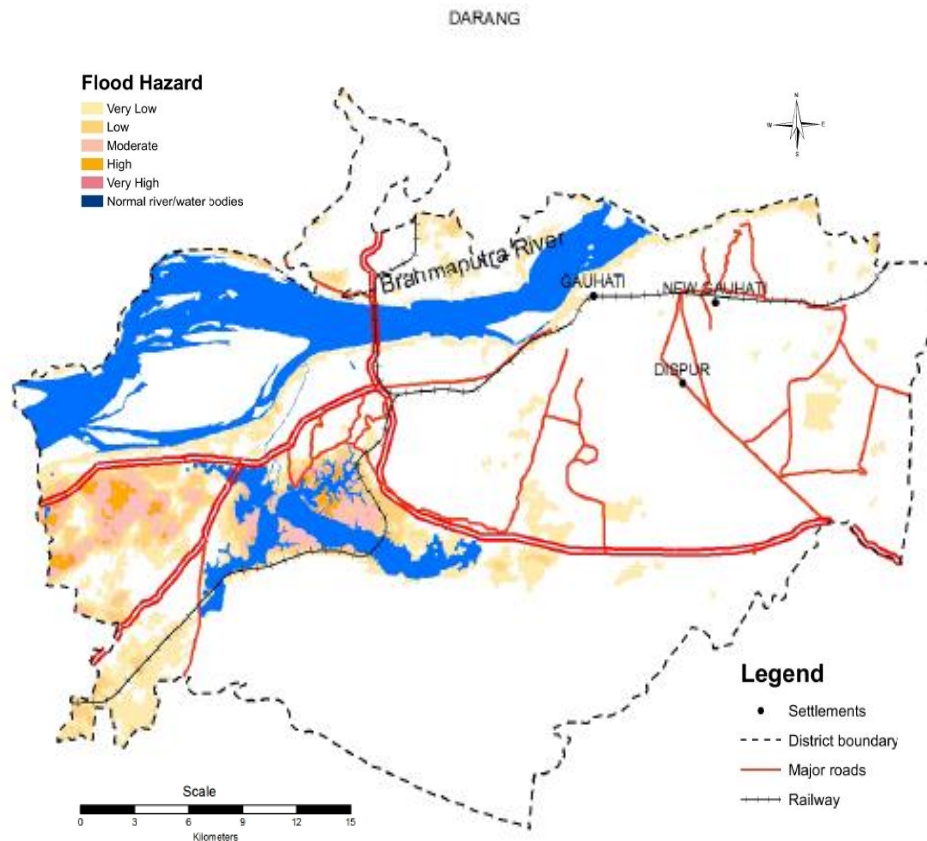 DARANG
Flood Hazard
Very Low
Low
Moderate
High
Very High
Normal river/water bodies
N
W E
S
Brahmaputra River
GAUHATI
NEW GAUHATI
DISPUR
Legend
Settlements
District boundary
Major roads
Railway
Scale
0 3 6 9 12 15
Kilometers